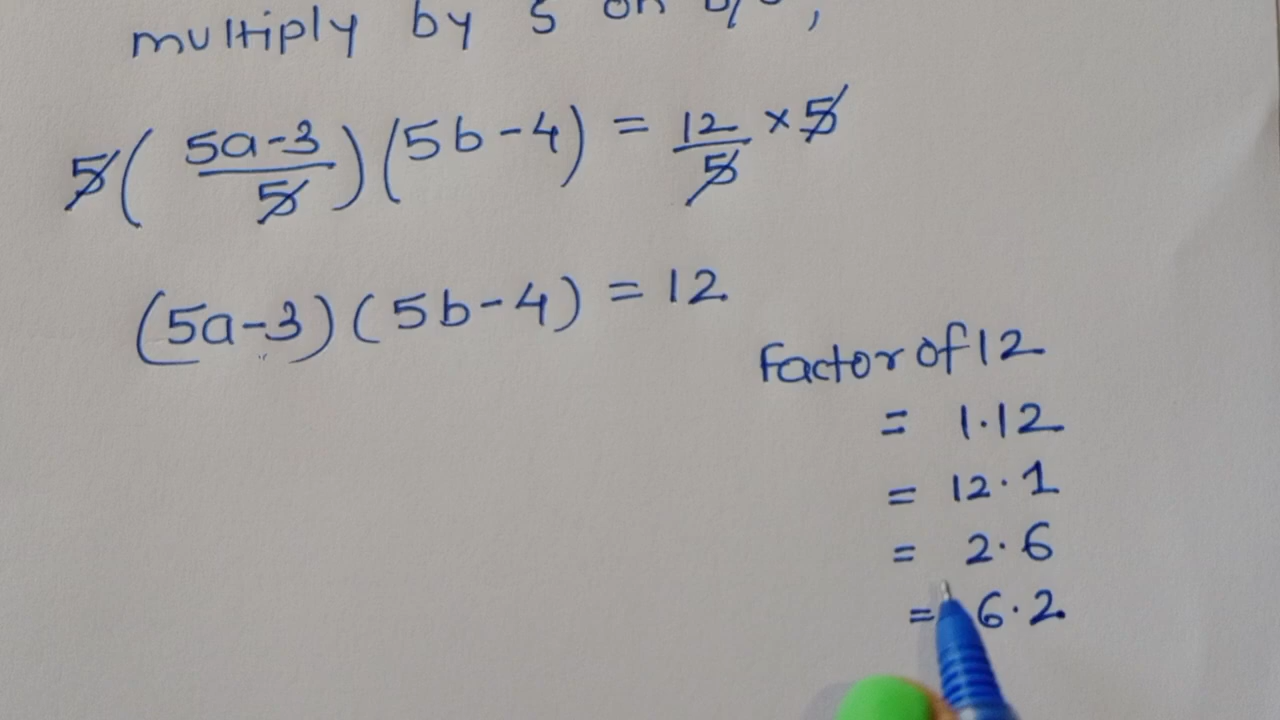 multiply by 5 on b/s,
5( 5a-3 / 5 )(5b-4) = 12 / 5 × 5
(5a-3)(5b-4) = 12
Factor of 12
= 1.12
= 12.1
= 2.6
= 6.2